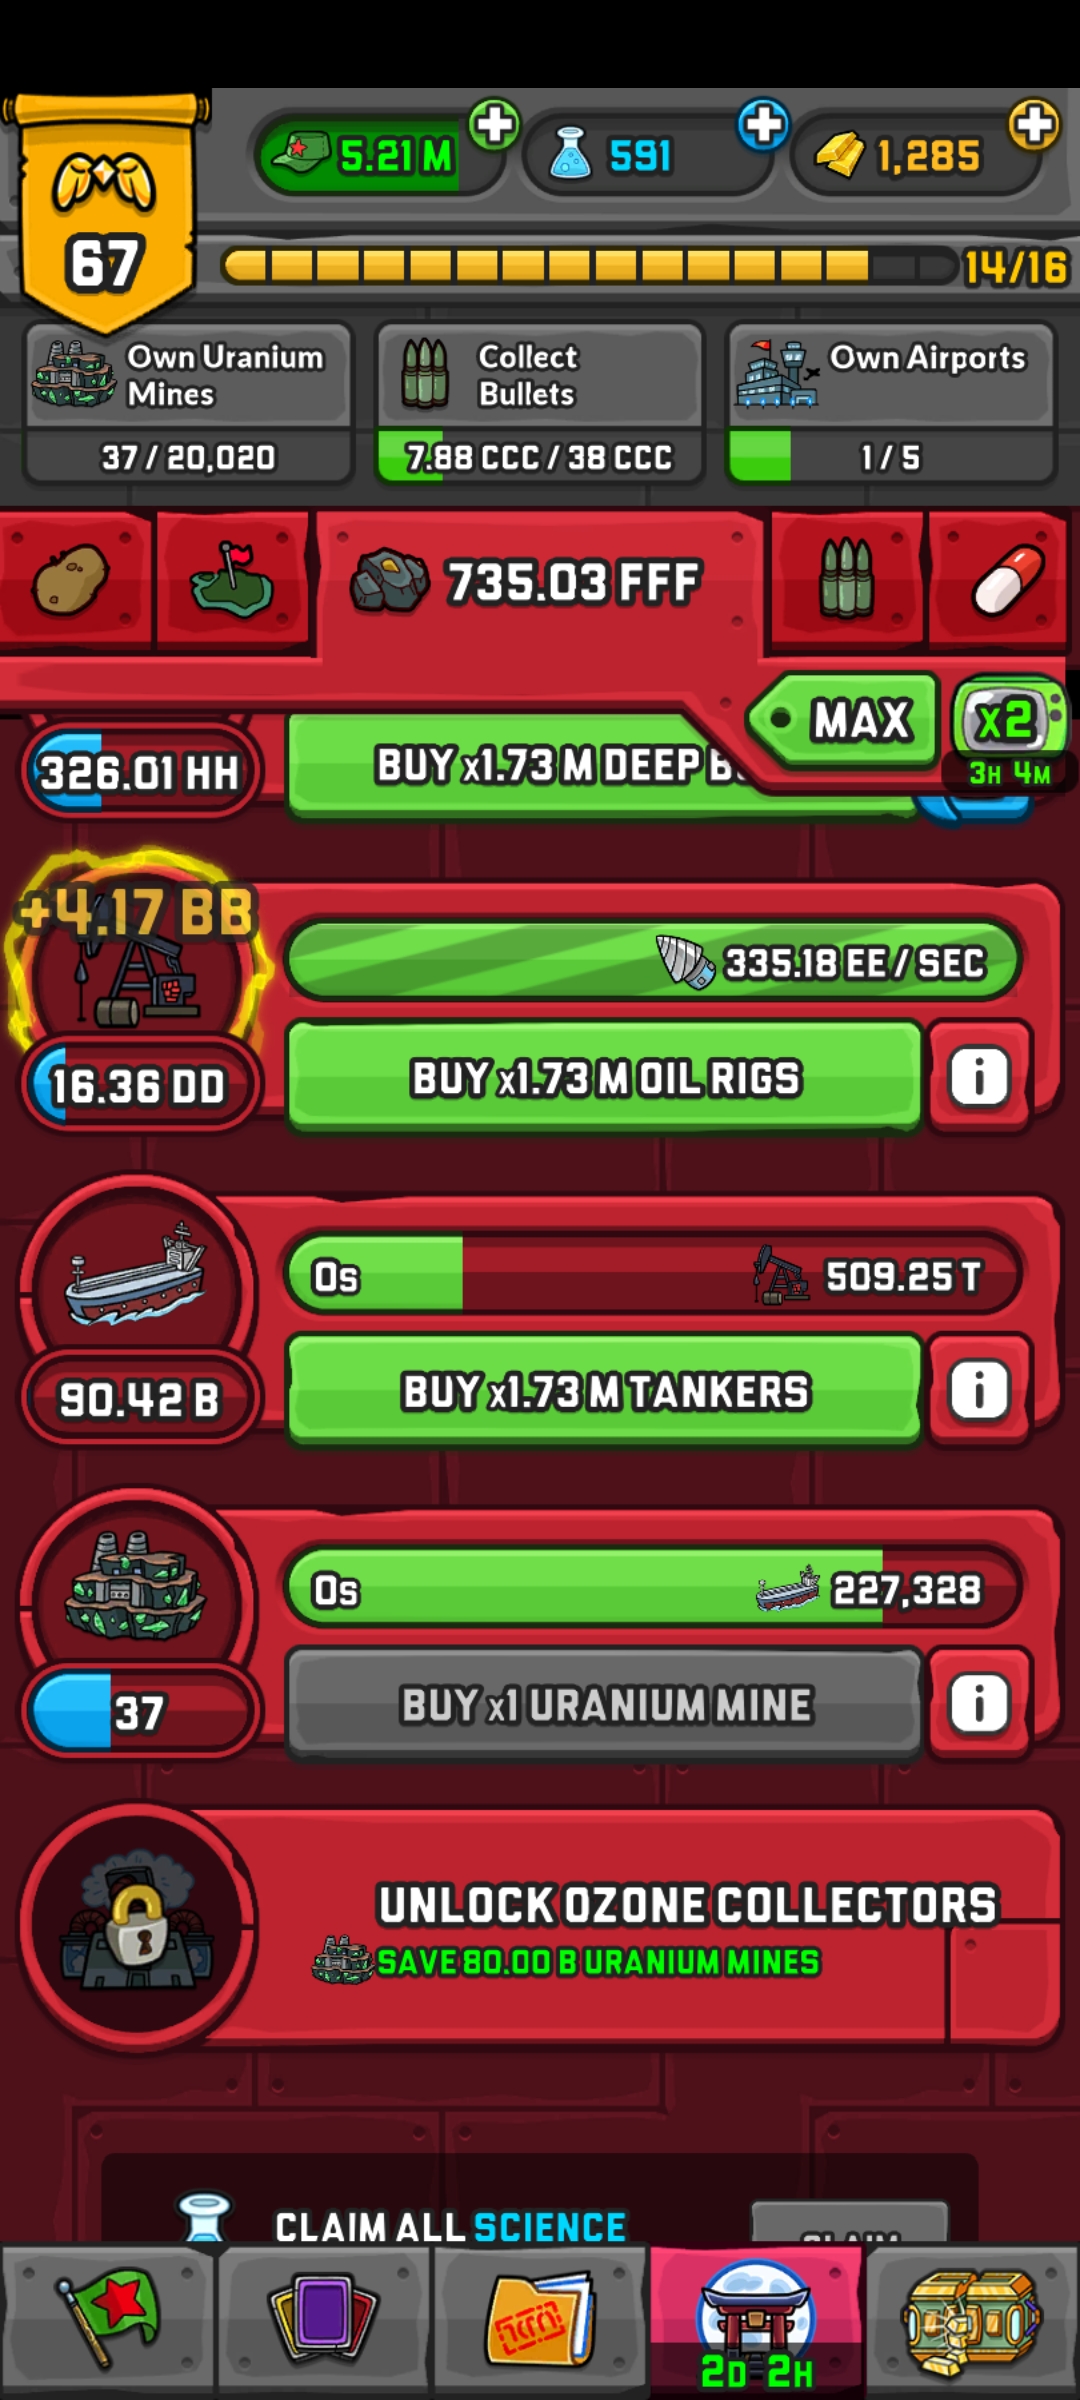 5.21 M
591
1,285
67
14/16
Own Uranium
Mines
37 / 20,020
Collect
Bullets
7.88 CCC / 38 CCC
Own Airports
1 / 5
735.03 FFF
MAX
x2
3H 4M
326.01 HH
BUY x1.73 M DEEP
+4.17 BB
335.18 EE / SEC
16.36 DD
BUY x1.73 M OIL RIGS
i
0s
509.25 T
90.42 B
BUY x1.73 M TANKERS
i
0s
227,328
37
BUY x1 URANIUM MINE
i
UNLOCK OZONE COLLECTORS
SAVE 80.00 B URANIUM MINES
CLAIM ALL SCIENCE
CLAIM
2D 2H